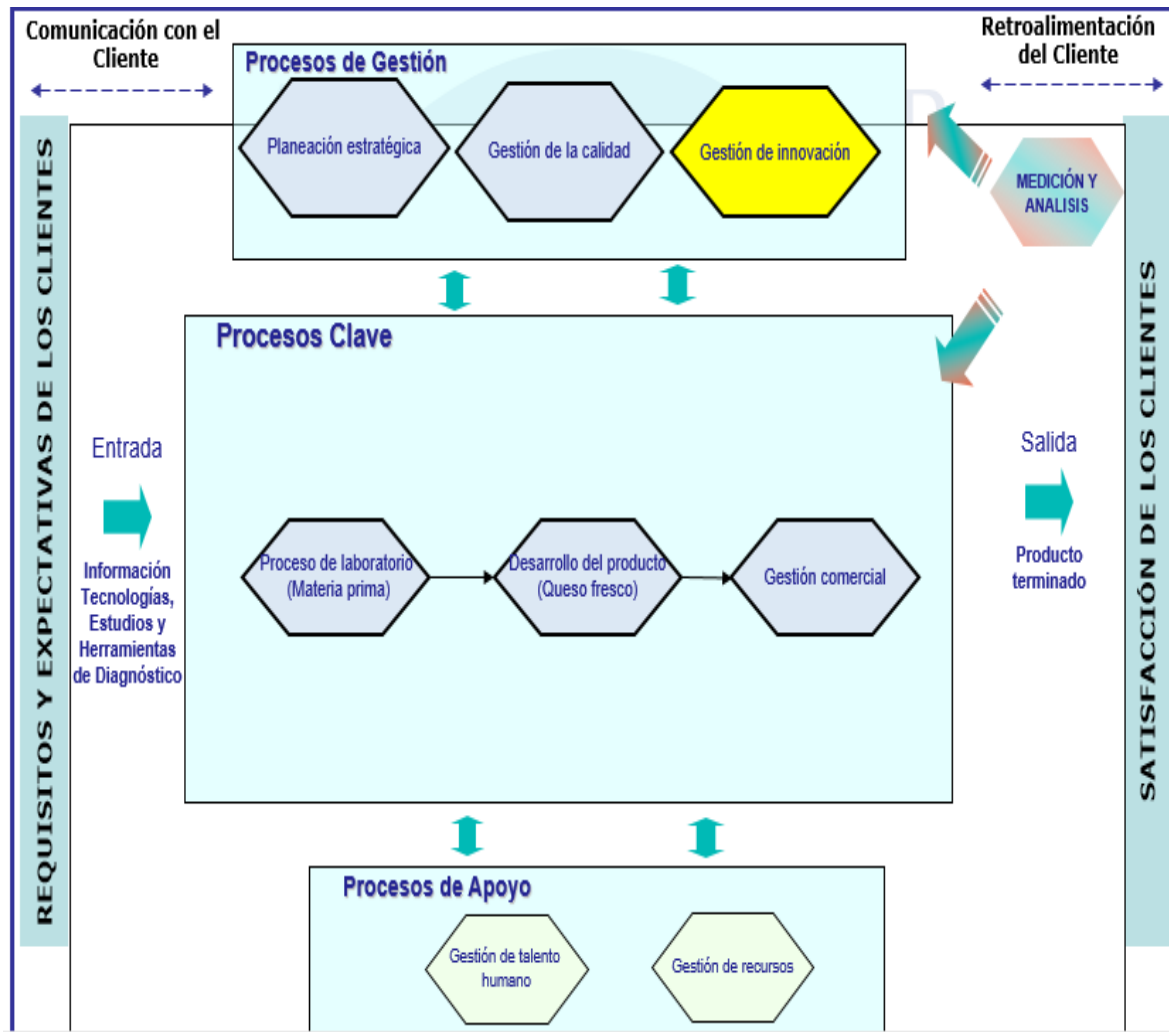 Comunicación con el
Cliente
Retroalimentación
del Cliente
Procesos de Gestión
Planeación estratégica
Gestión de la calidad
Gestión de innovación
MEDICIÓN Y
ANALISIS
REQUISITOS Y EXPECTATIVAS DE LOS CLIENTES
SATISFACCIÓN DE LOS CLIENTES
Procesos Clave
Entrada
Información
Tecnologías,
Estudios y
Herramientas
de Diagnóstico
Proceso de laboratorio
(Materia prima)
Desarrollo del producto
(Queso fresco)
Gestión comercial
Salida
Producto
terminado
Procesos de Apoyo
Gestión de talento
humano
Gestión de recursos